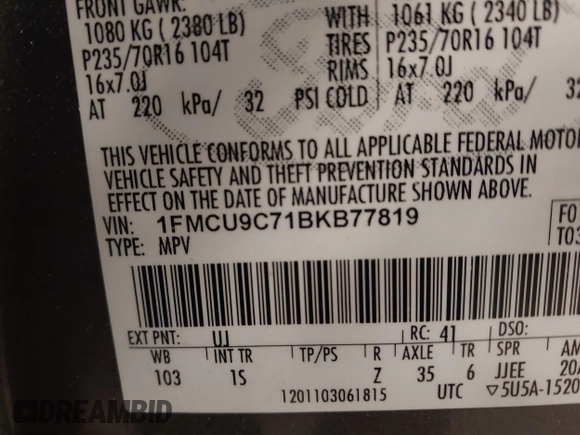 FRONT GAWR:
1080 KG ( 2380 LB) WITH 1061 KG ( 2340 LB)
P235/70R16 104T TIRES P235/70R16 104T
16x7.0J RIMS 16x7.0J
AT 220 kPa/ 32 PSI COLD AT 220 kPa/ 32
THIS VEHICLE CONFORMS TO ALL APPLICABLE FEDERAL MOTOR
VEHICLE SAFETY AND THEFT PREVENTION STANDARDS IN
EFFECT ON THE DATE OF MANUFACTURE SHOWN ABOVE.
VIN: 1FMCU9C71BKB77819
TYPE: MPV
EXT PNT: UJ RC: 41 DSO:
WB INT TR TP/PS R AXLE TR SPR
103 1S Z 35 6 JJEE
1201103061815 UTC ▽5U5A-1520
DREAMBID